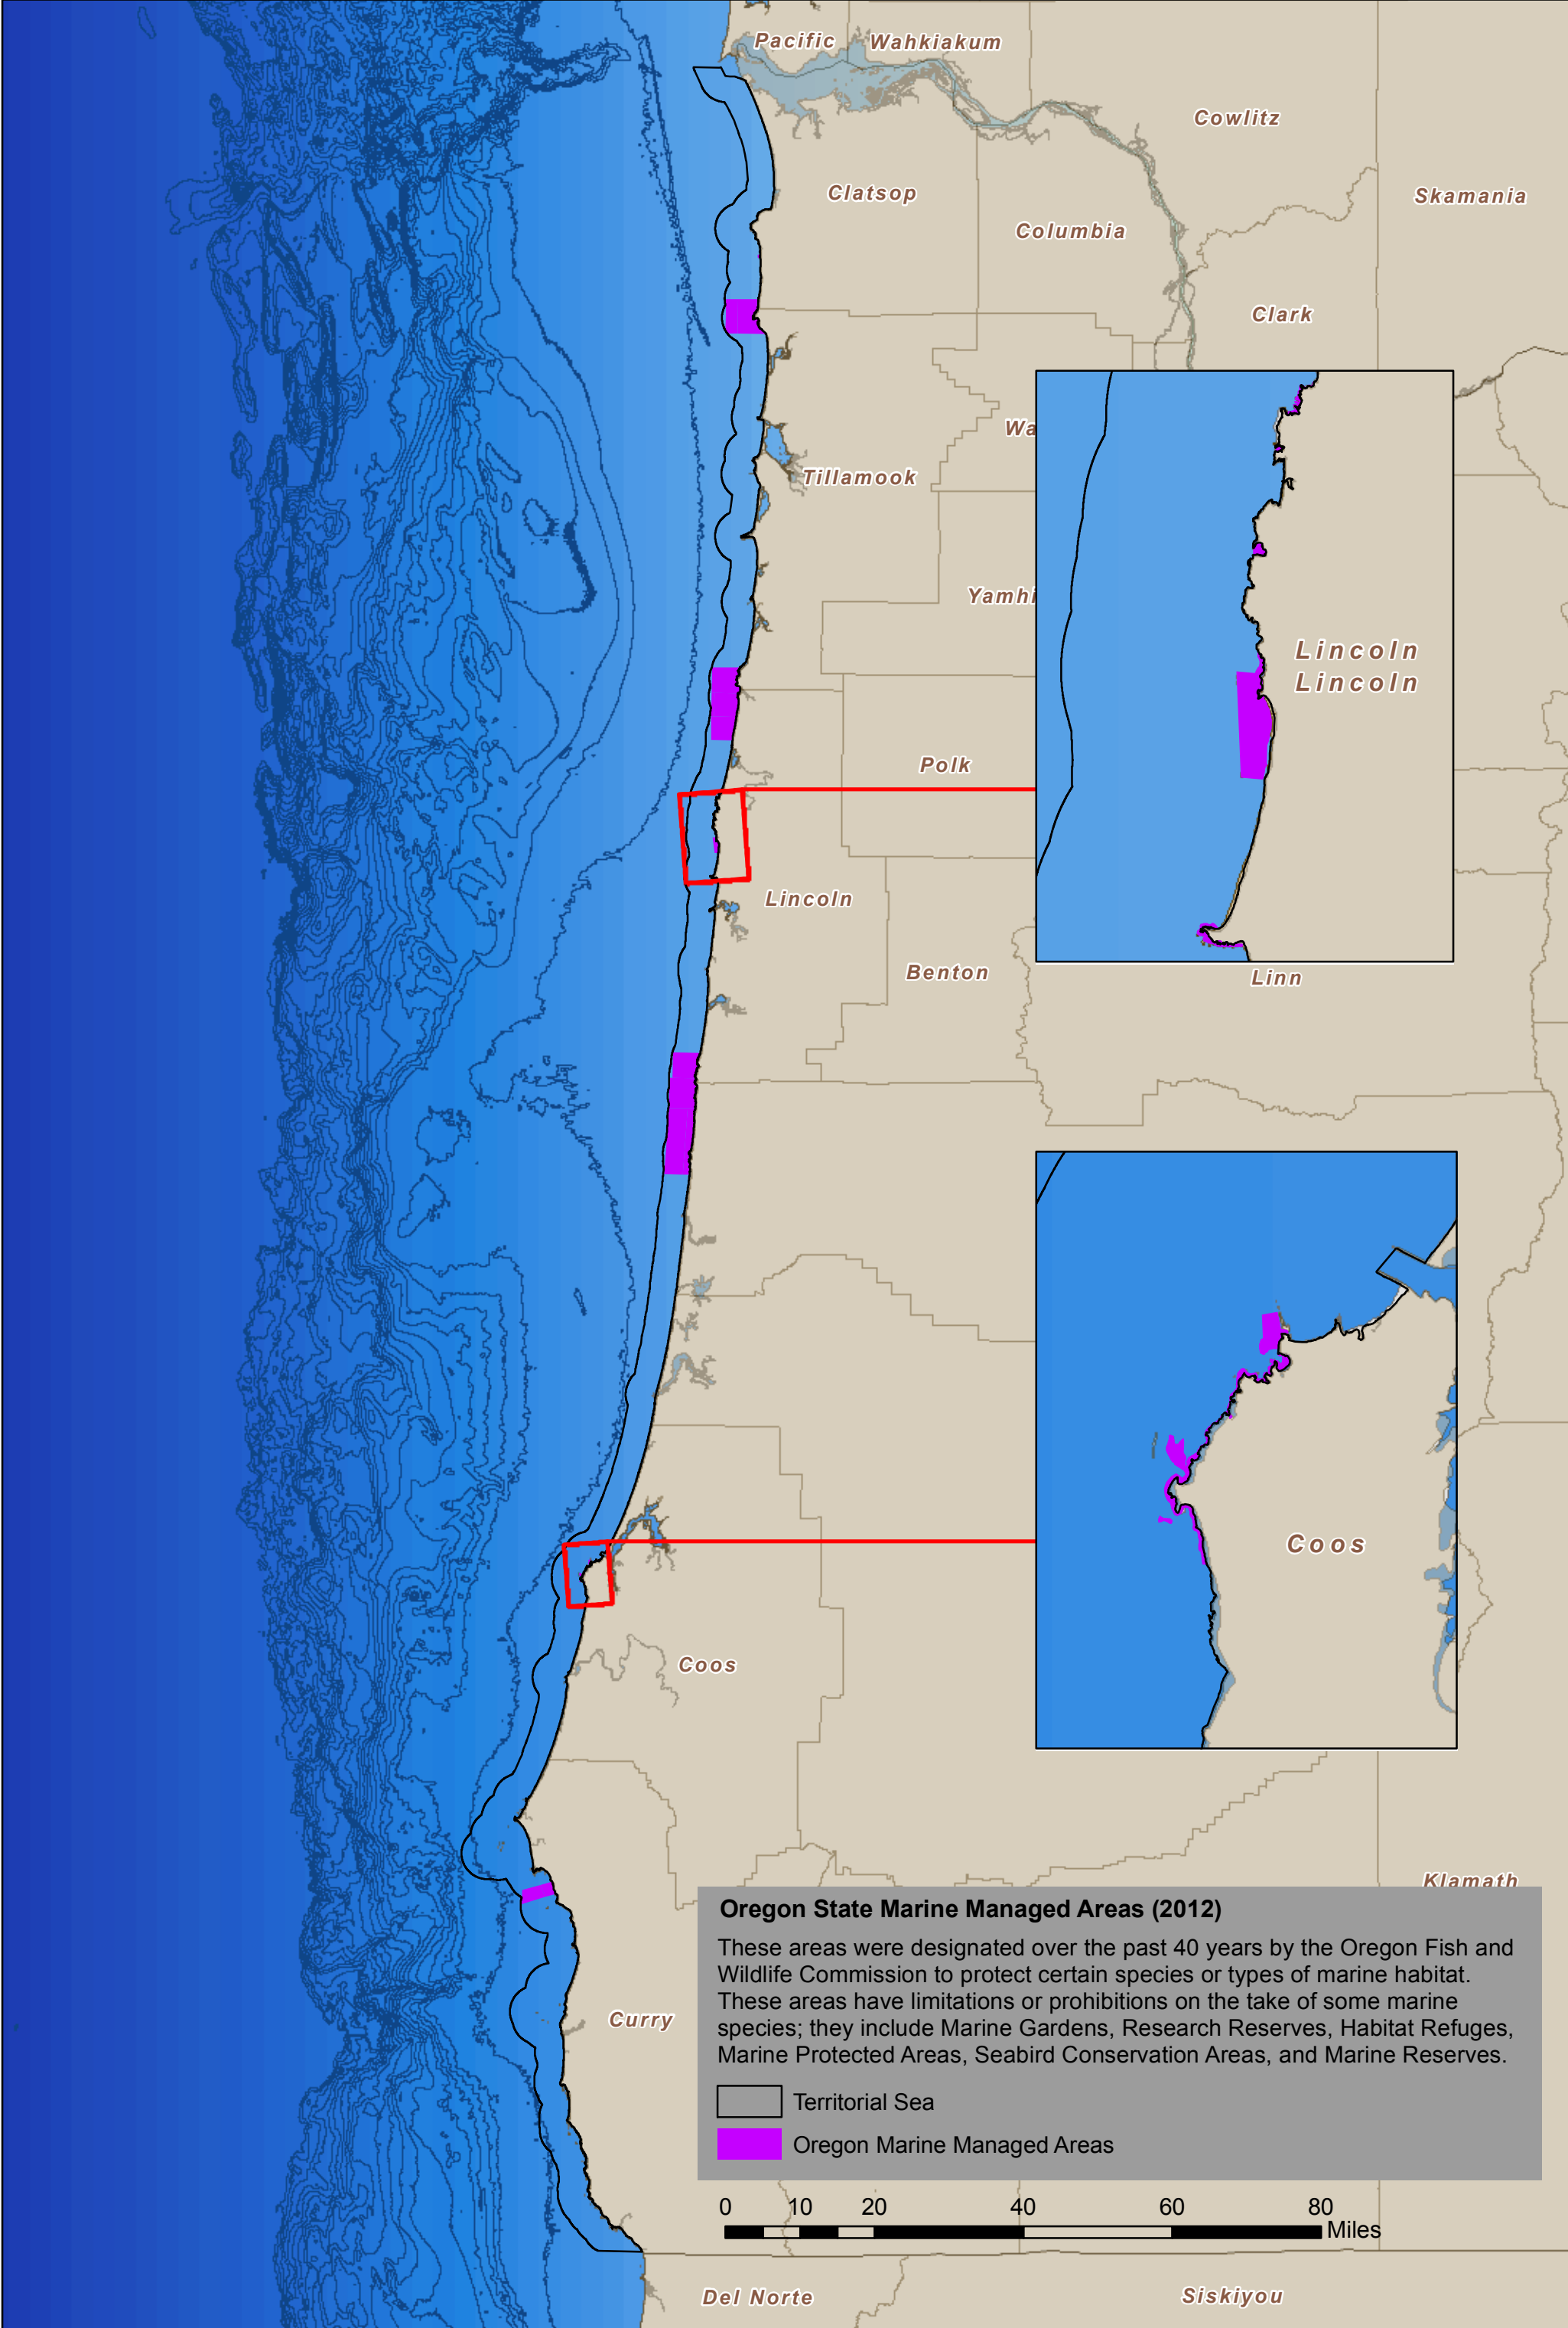 Pacific
Wahkiakum
Cowlitz
Clatsop
Skamania
Columbia
Clark
Wa
Tillamook
Yamhi
Lincoln
Lincoln
Polk
Lincoln
Benton
Linn
Coos
Coos
Klamath
Oregon State Marine Managed Areas (2012)
These areas were designated over the past 40 years by the Oregon Fish and
Wildlife Commission to protect certain species or types of marine habitat.
These areas have limitations or prohibitions on the take of some marine
species; they include Marine Gardens, Research Reserves, Habitat Refuges,
Marine Protected Areas, Seabird Conservation Areas, and Marine Reserves.
Curry
Territorial Sea
Oregon Marine Managed Areas
0 10 20 40 60 80
Miles
Del Norte
Siskiyou